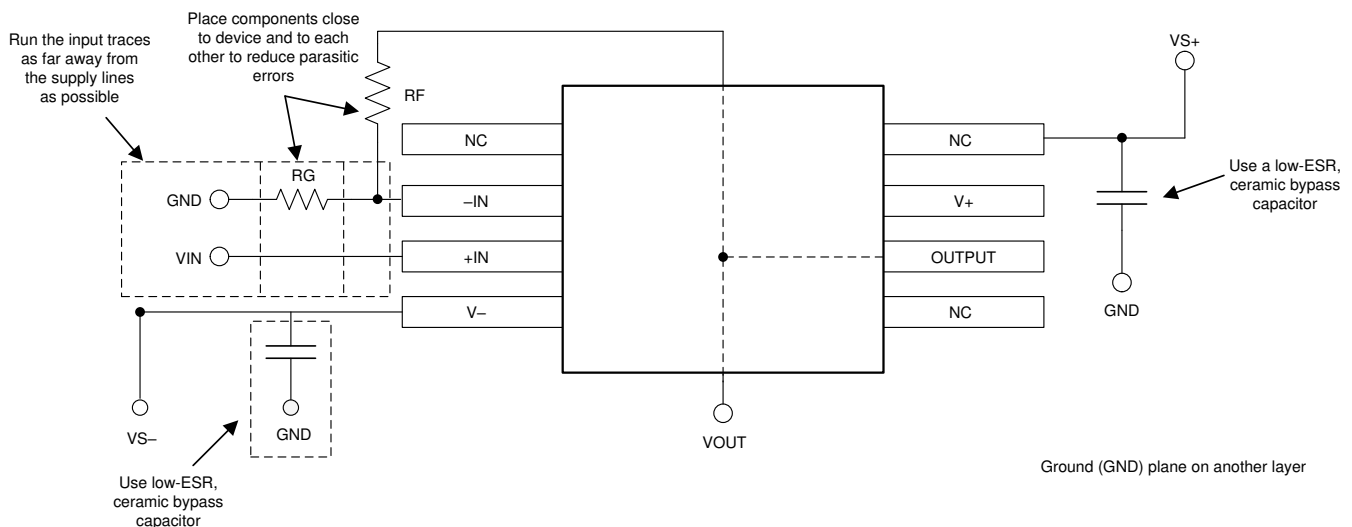 Place components close
to device and to each
other to reduce parasitic
errors
Run the input traces
as far away from
the supply lines
as possible
RF
VS+
NC
NC
Use a low-ESR,
ceramic bypass
capacitor
RG
GND
–IN
V+
VIN
+IN
OUTPUT
GND
V–
NC
VS–
GND
VOUT
Use low-ESR,
ceramic bypass
capacitor
Ground (GND) plane on another layer